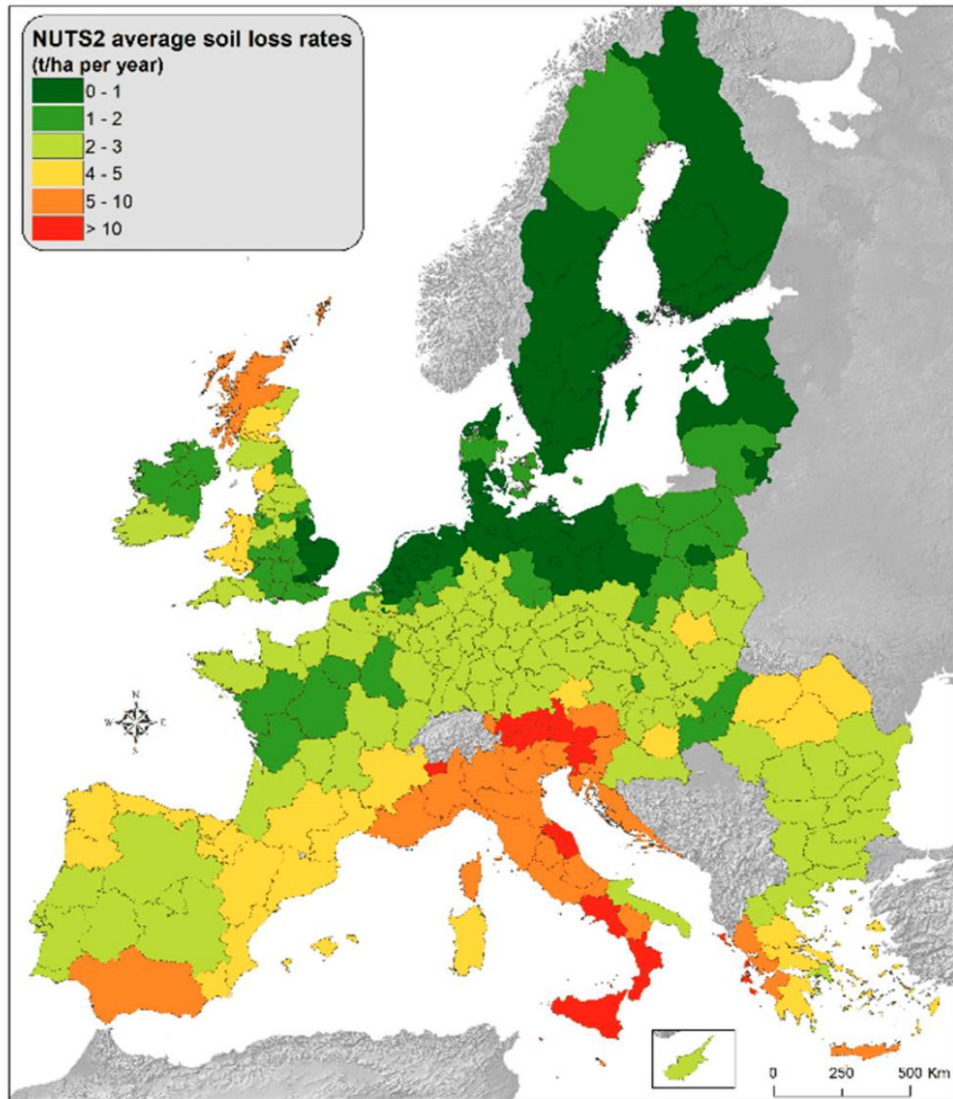 NUTS2 average soil loss rates
(t/ha per year)
0 - 1
1 - 2
2 - 3
4 - 5
5 - 10
> 10
N
W E
S
0 250 500 Km